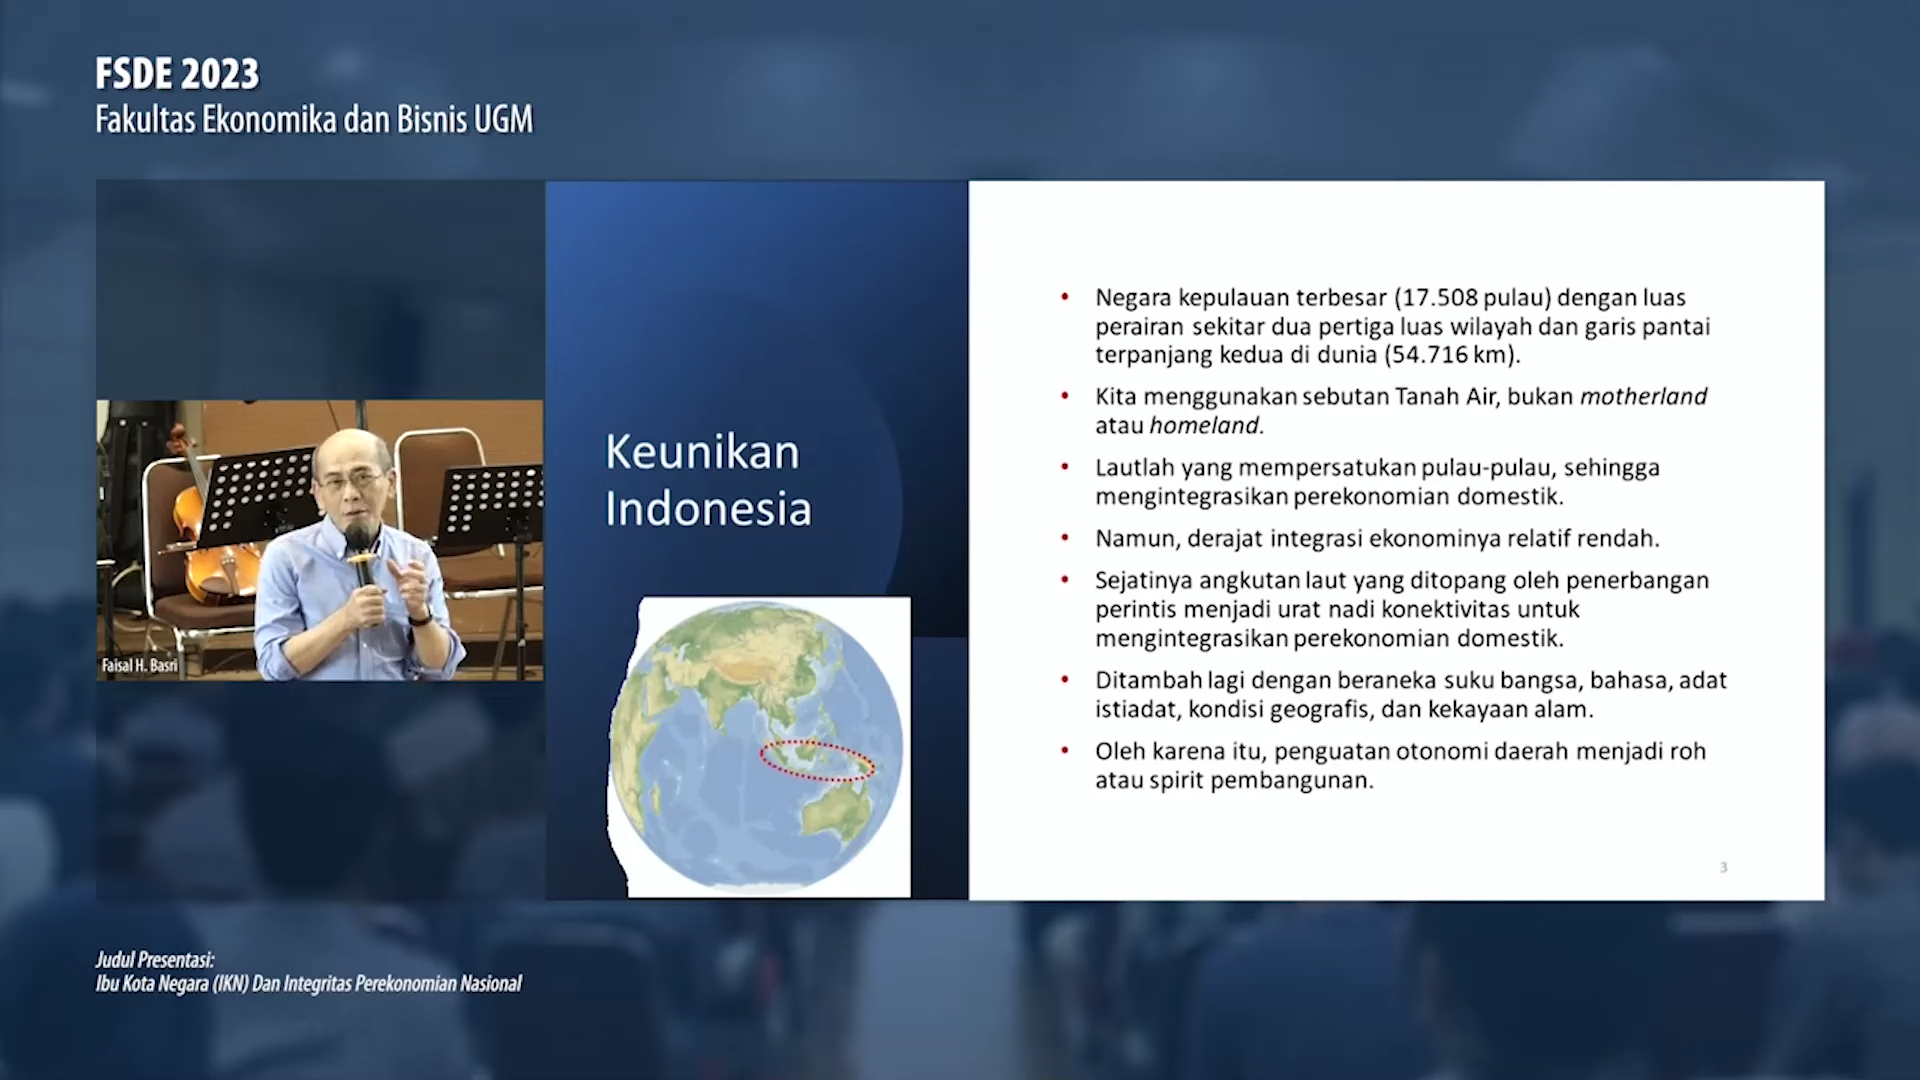 FSDE 2023
Fakultas Ekonomika dan Bisnis UGM
Faisal H. Basri
Keunikan
Indonesia
• Negara kepulauan terbesar (17.508 pulau) dengan luas
perairan sekitar dua pertiga luas wilayah dan garis pantai
terpanjang kedua di dunia (54.716 km).
• Kita menggunakan sebutan Tanah Air, bukan motherland
atau homeland.
• Lautlah yang mempersatukan pulau-pulau, sehingga
mengintegrasikan perekonomian domestik.
• Namun, derajat integrasi ekonominya relatif rendah.
• Sejatinya angkutan laut yang ditopang oleh penerbangan
perintis menjadi urat nadi konektivitas untuk
mengintegrasikan perekonomian domestik.
• Ditambah lagi dengan beraneka suku bangsa, bahasa, adat
istiadat, kondisi geografis, dan kekayaan alam.
• Oleh karena itu, penguatan otonomi daerah menjadi roh
atau spirit pembangunan.
3
Judul Presentasi:
Ibu Kota Negara (IKN) Dan Integritas Perekonomian Nasional